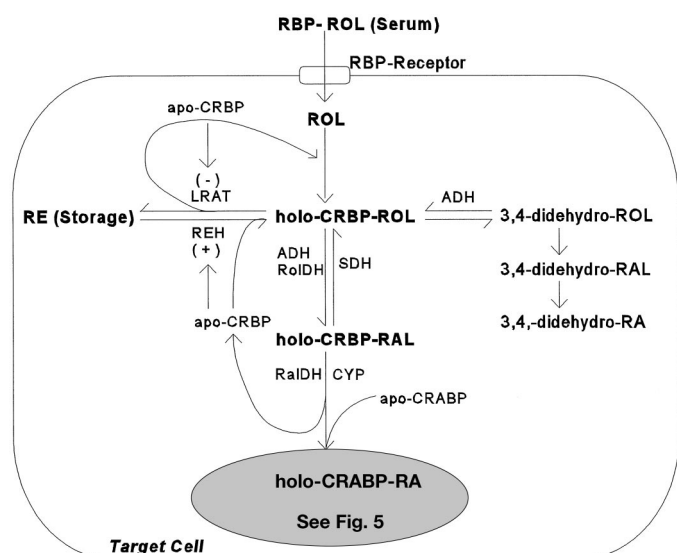 RBP-ROL (Serum)
RBP-Receptor
apo-CRBP
ROL
(-)
LRAT
ADH
RE (Storage)
holo-CRBP-ROL
3,4-didehydro-ROL
REH
(+)
ADH
RolDH
SDH
3,4-didehydro-RAL
apo-CRBP
holo-CRBP-RAL
3,4,-didehydro-RA
RalDH
CYP
apo-CRABP
holo-CRABP-RA
See Fig. 5
Target Cell